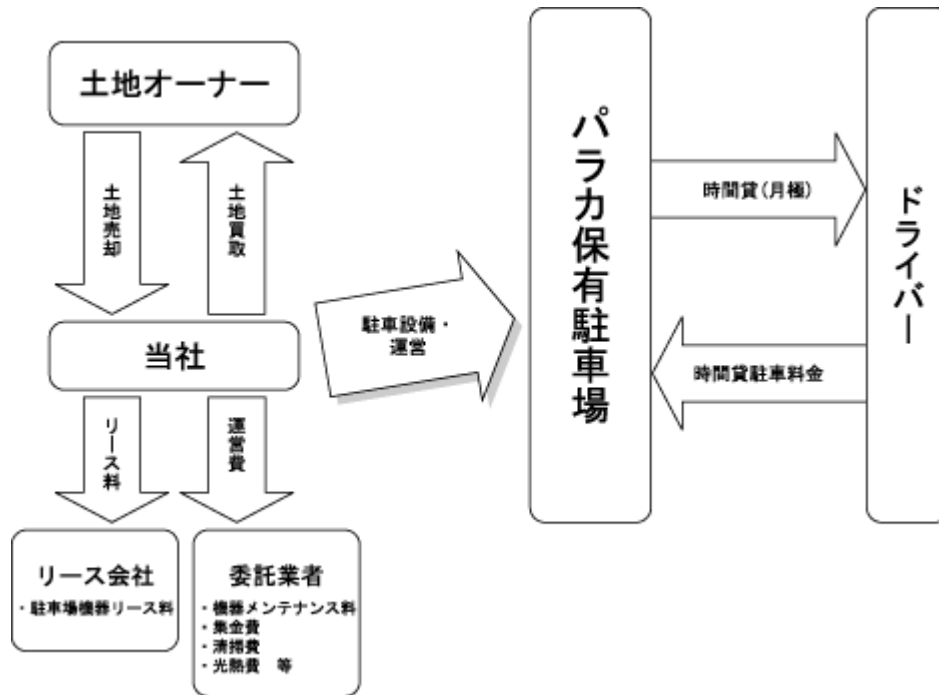 土地オーナー
土地売却
土地買取
当社
リース料
運営費
リース会社
・駐車場機器リース料
委託業者
・機器メンテナンス料
・集金費
・清掃費
・光熱費　等
駐車設備・
運営
パラカ保有駐車場
時間貸(月極)
時間貸駐車料金
ドライバー